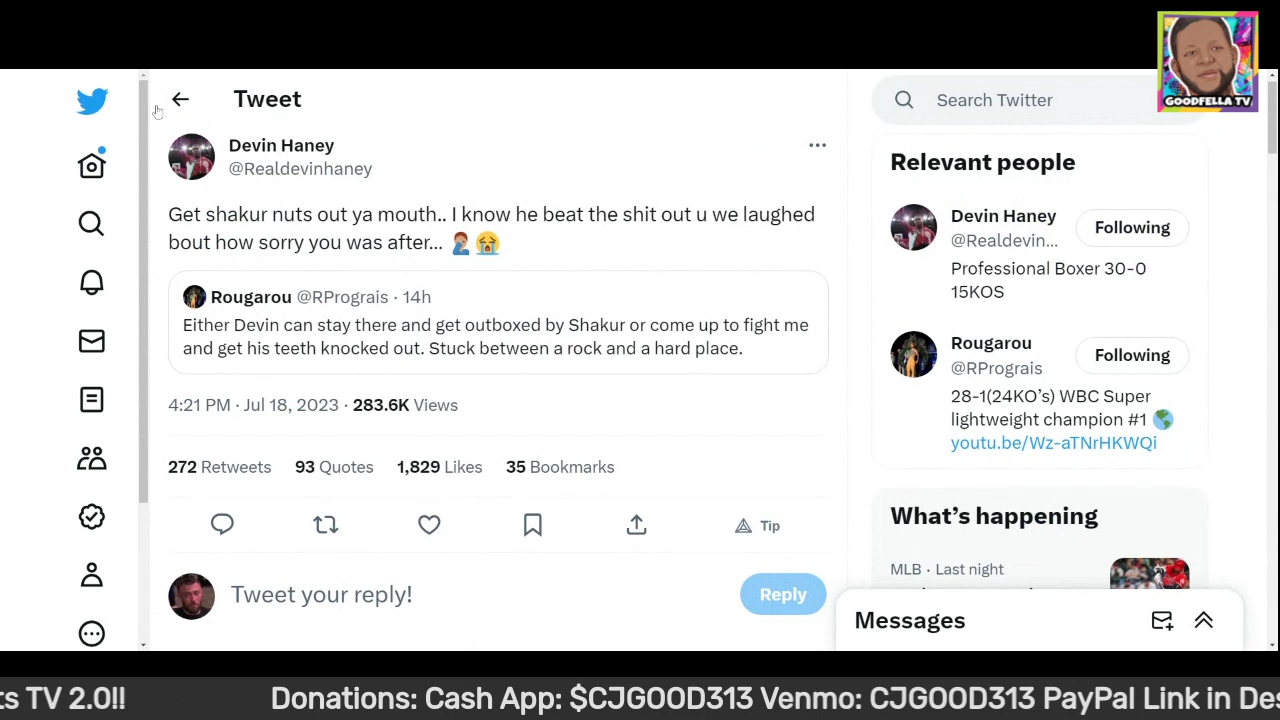 GOODFELLA TV
Tweet
Search Twitter
Devin Haney
@Realdevinhaney
Get shakur nuts out ya mouth.. I know he beat the shit out u we laughed
bout how sorry you was after... 🤦🏽‍♂️😭
Rougarou @RPrograis · 14h
Either Devin can stay there and get outboxed by Shakur or come up to fight me
and get his teeth knocked out. Stuck between a rock and a hard place.
4:21 PM · Jul 18, 2023 · 283.6K Views
272 Retweets 93 Quotes 1,829 Likes 35 Bookmarks
Tip
Tweet your reply!
Reply
Relevant people
Devin Haney
@Realdevin...
Following
Professional Boxer 30-0
15KOS
Rougarou
@RPrograis
Following
28-1(24KO’s) WBC Super
lightweight champion #1 🌎
youtu.be/Wz-aTNrHKWQi
What’s happening
MLB · Last night
Messages
ts TV 2.0!! Donations: Cash App: $CJGOOD313 Venmo: CJGOOD313 PayPal Link in Des